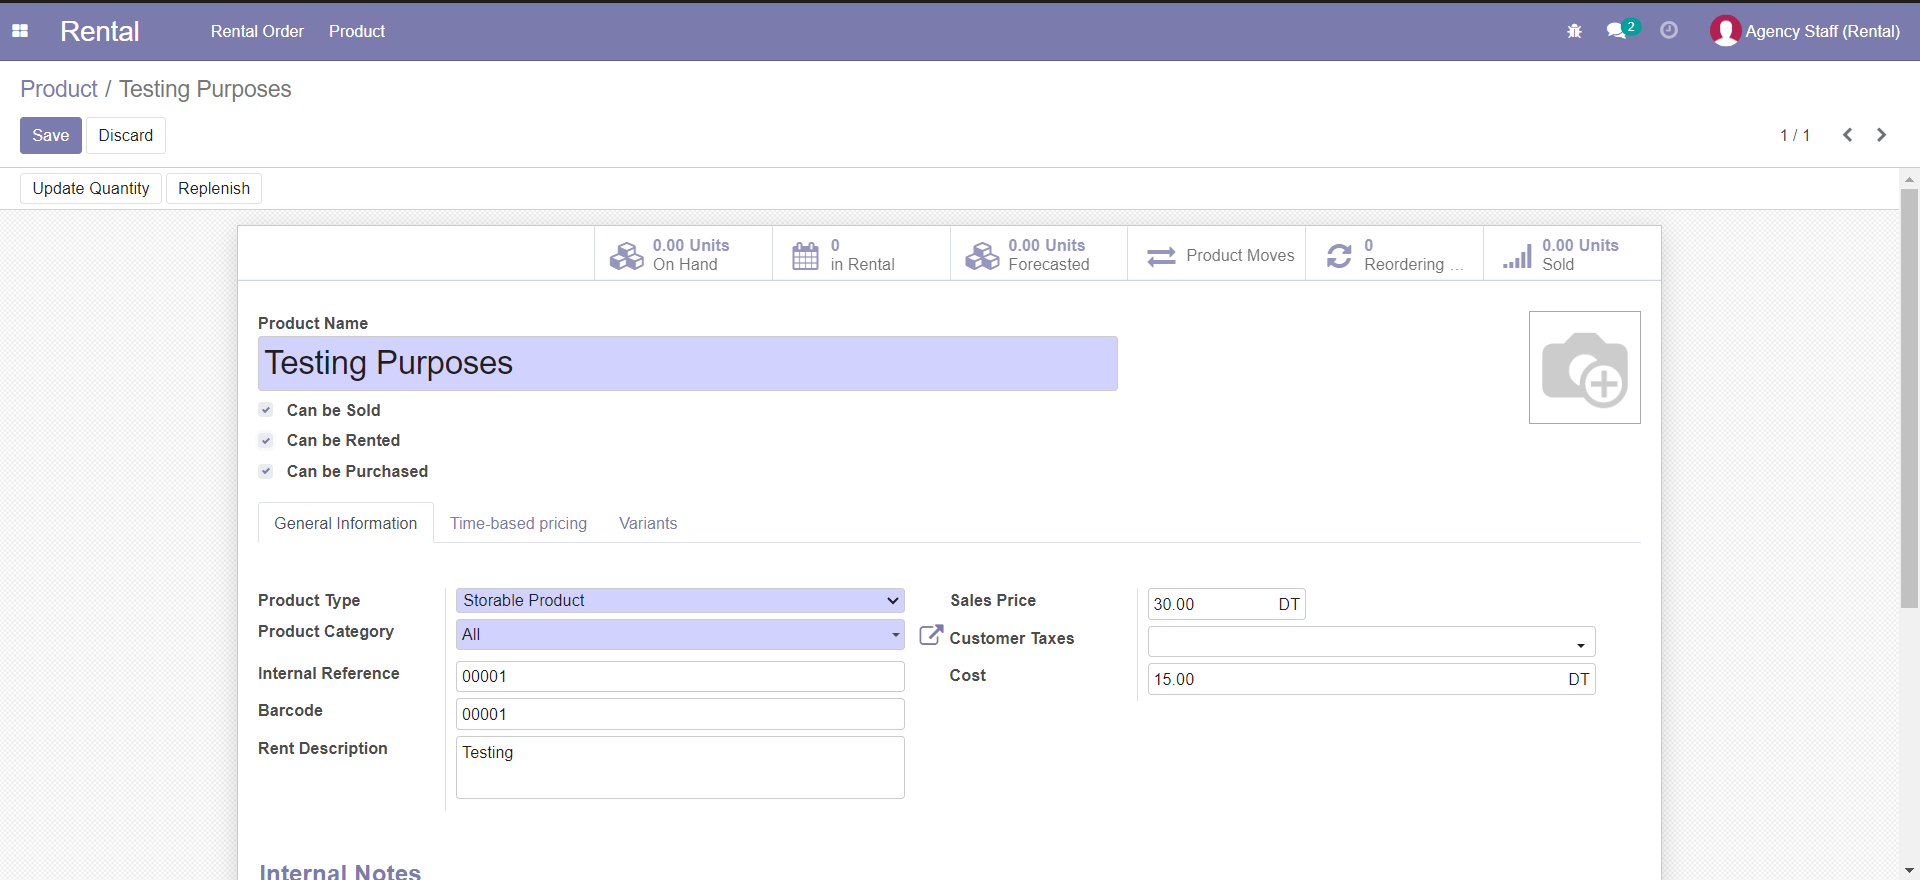 Rental
Rental Order
Product
2
Agency Staff (Rental)
Product / Testing Purposes
Save
Discard
1 / 1
Update Quantity
Replenish
0.00 Units
On Hand
0
in Rental
0.00 Units
Forecasted
Product Moves
0
Reordering ...
0.00 Units
Sold
Product Name
Testing Purposes
Can be Sold
Can be Rented
Can be Purchased
General Information
Time-based pricing
Variants
Product Type
Storable Product
Product Category
All
Internal Reference
00001
Barcode
00001
Rent Description
Testing
Sales Price
30.00 DT
Customer Taxes
Cost
15.00 DT
Internal Notes